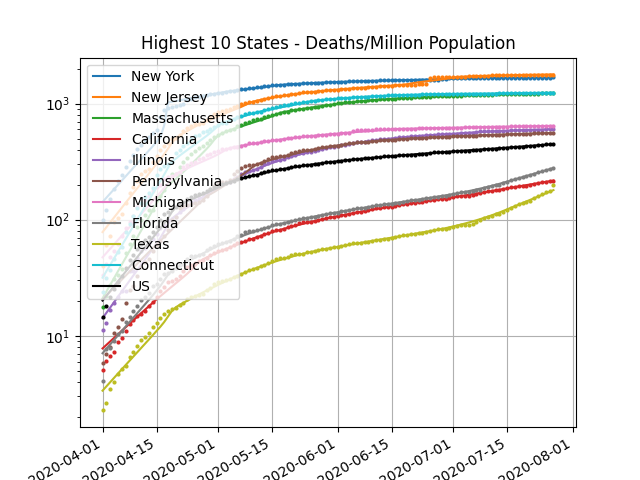 Highest 10 States - Deaths/Million Population
New York
New Jersey
Massachusetts
California
Illinois
Pennsylvania
Michigan
Florida
Texas
Connecticut
US
10³
10²
10¹
2020-04-01
2020-04-15
2020-05-01
2020-05-15
2020-06-01
2020-06-15
2020-07-01
2020-07-15
2020-08-01